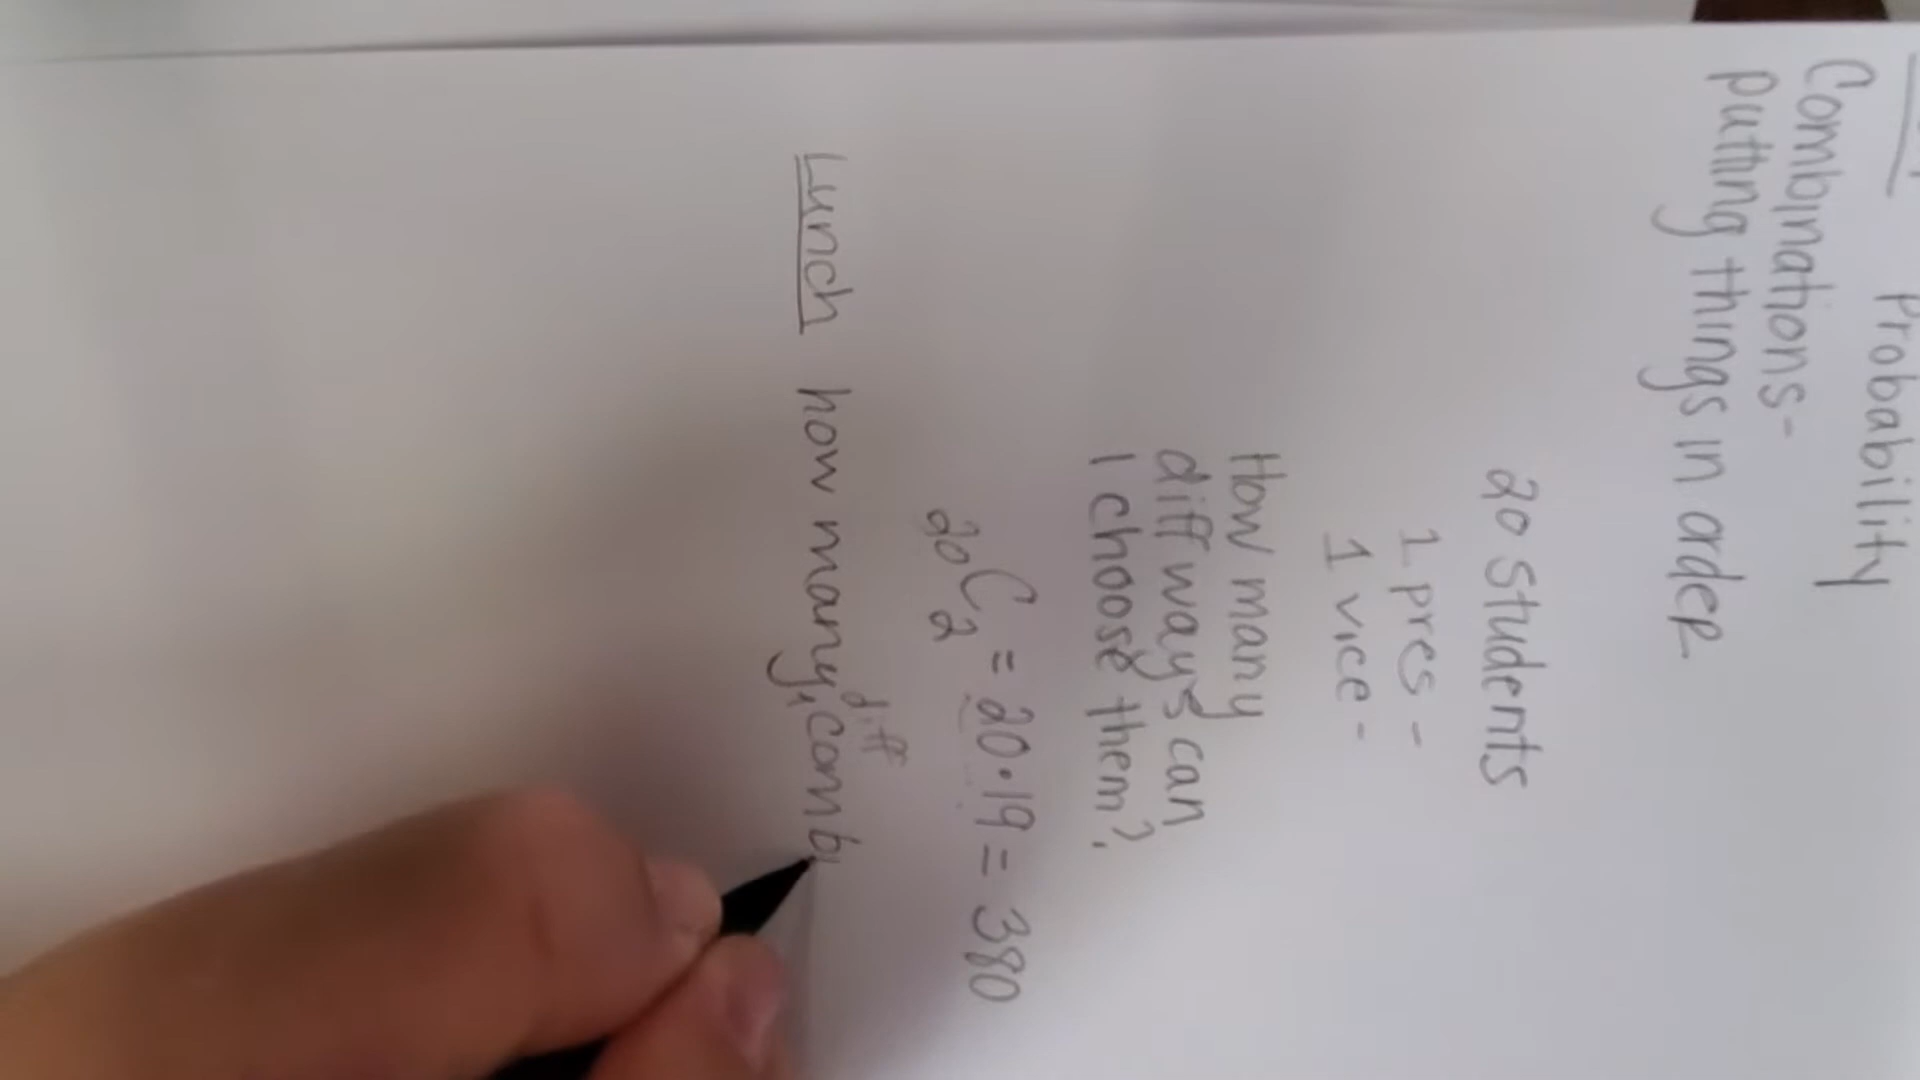 Probability
Combinations-
putting things in order
20 students
1 pres -
1 vice -
How many
diff ways can
I choose them?
20C2 = 20·19 = 380
diff
Lunch how many combi